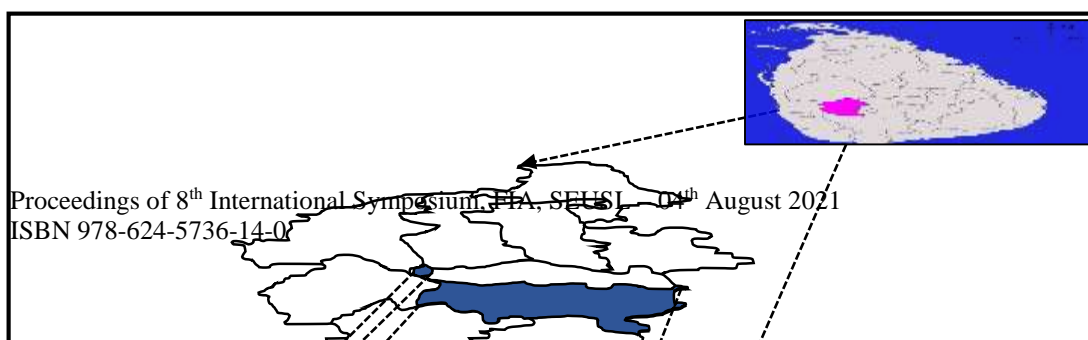 Proceedings of 8th International Symposium, FIA, SEUSL – 04th August 2021
ISBN 978-624-5736-14-0